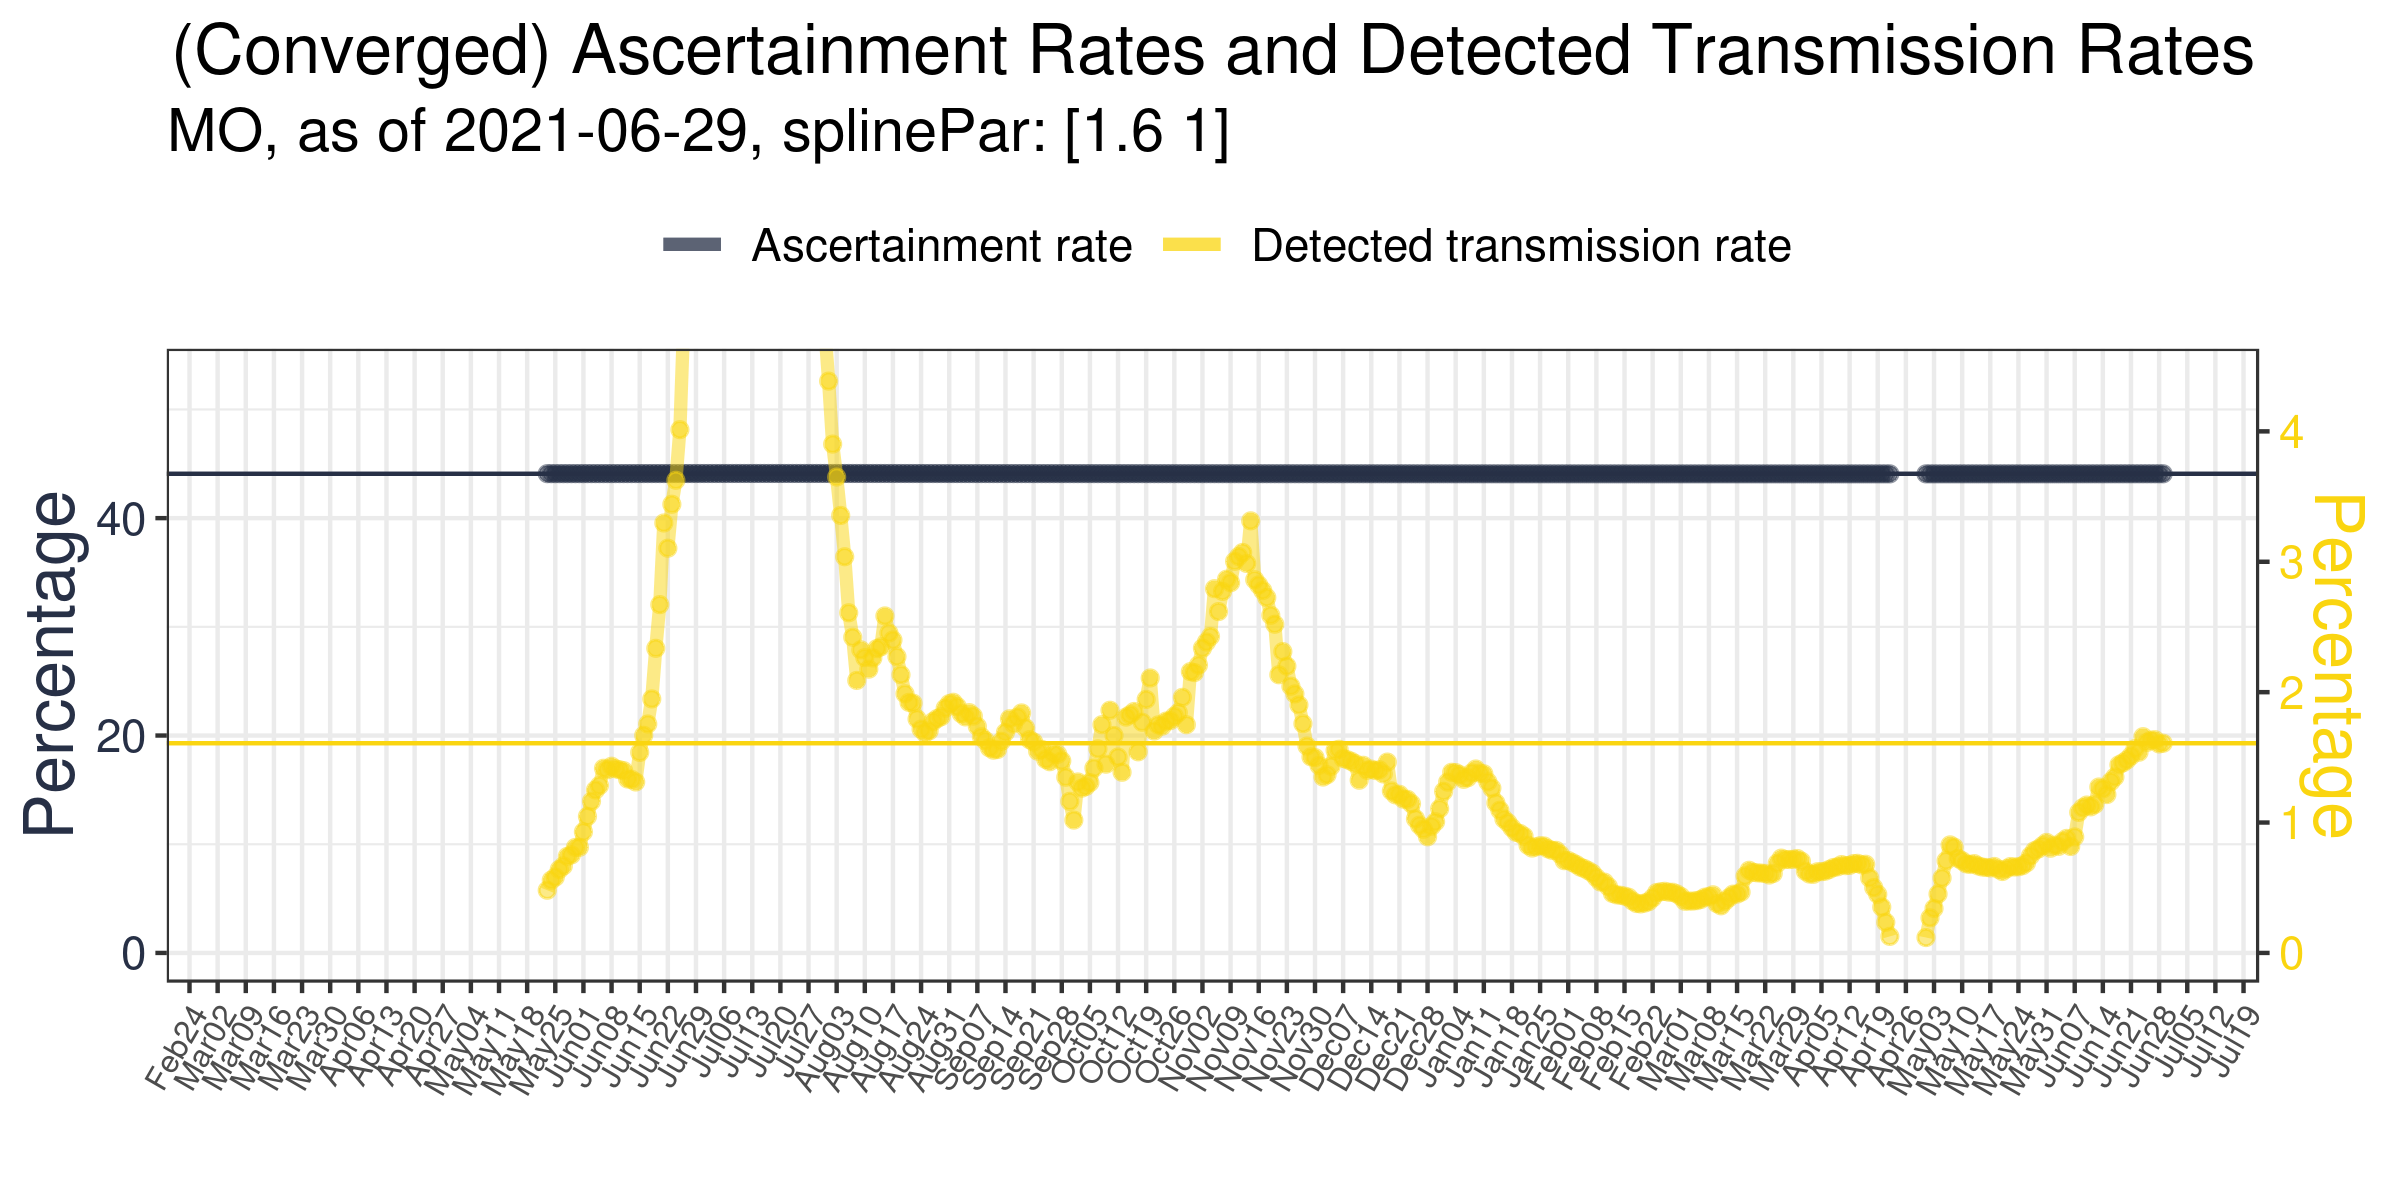 (Converged) Ascertainment Rates and Detected Transmission Rates
MO, as of 2021-06-29, splinePar: [1.6 1]
Ascertainment rate
Detected transmission rate
Percentage
40
20
0
4
3
2
1
0
Percentage
Feb24
Mar02
Mar09
Mar16
Mar23
Mar30
Apr06
Apr13
Apr20
Apr27
May04
May11
May18
May25
Jun01
Jun08
Jun15
Jun22
Jun29
Jul06
Jul13
Jul20
Jul27
Aug03
Aug10
Aug17
Aug24
Aug31
Sep07
Sep14
Sep21
Sep28
Oct05
Oct12
Oct19
Oct26
Nov02
Nov09
Nov16
Nov23
Nov30
Dec07
Dec14
Dec21
Dec28
Jan04
Jan11
Jan18
Jan25
Feb01
Feb08
Feb15
Feb22
Mar01
Mar08
Mar15
Mar22
Mar29
Apr05
Apr12
Apr19
Apr26
May03
May10
May17
May24
May31
Jun07
Jun14
Jun21
Jun28
Jul05
Jul12
Jul19